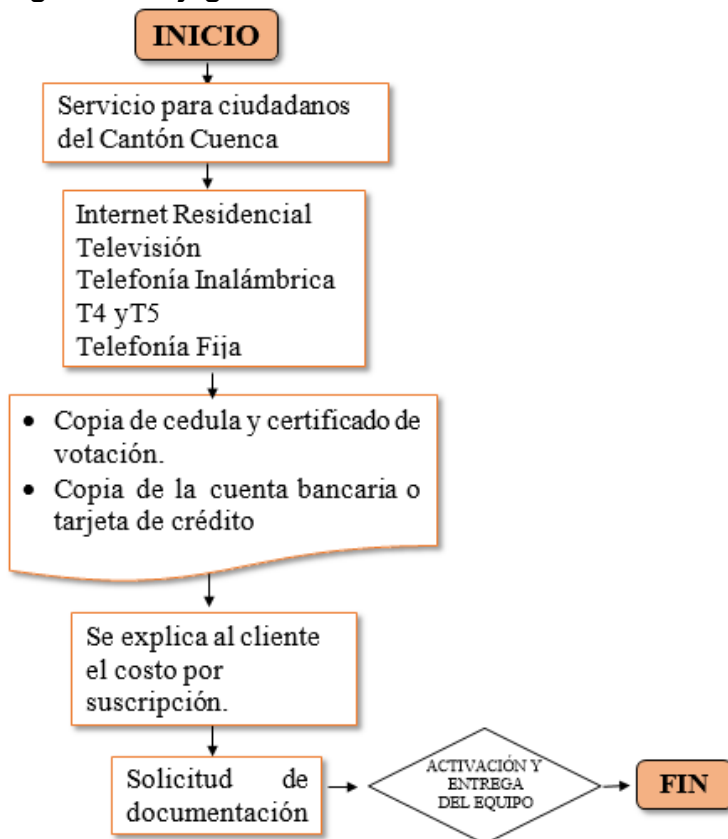 INICIO
Servicio para ciudadanos
del Cantón Cuenca
Internet Residencial
Televisión
Telefonía Inalámbrica
T4 yT5
Telefonía Fija
• Copia de cedula y certificado de
votación.
• Copia de la cuenta bancaria o
tarjeta de crédito
Se explica al cliente
el costo por
suscripción.
Solicitud de
documentación
ACTIVACIÓN Y
ENTREGA
DEL EQUIPO
FIN